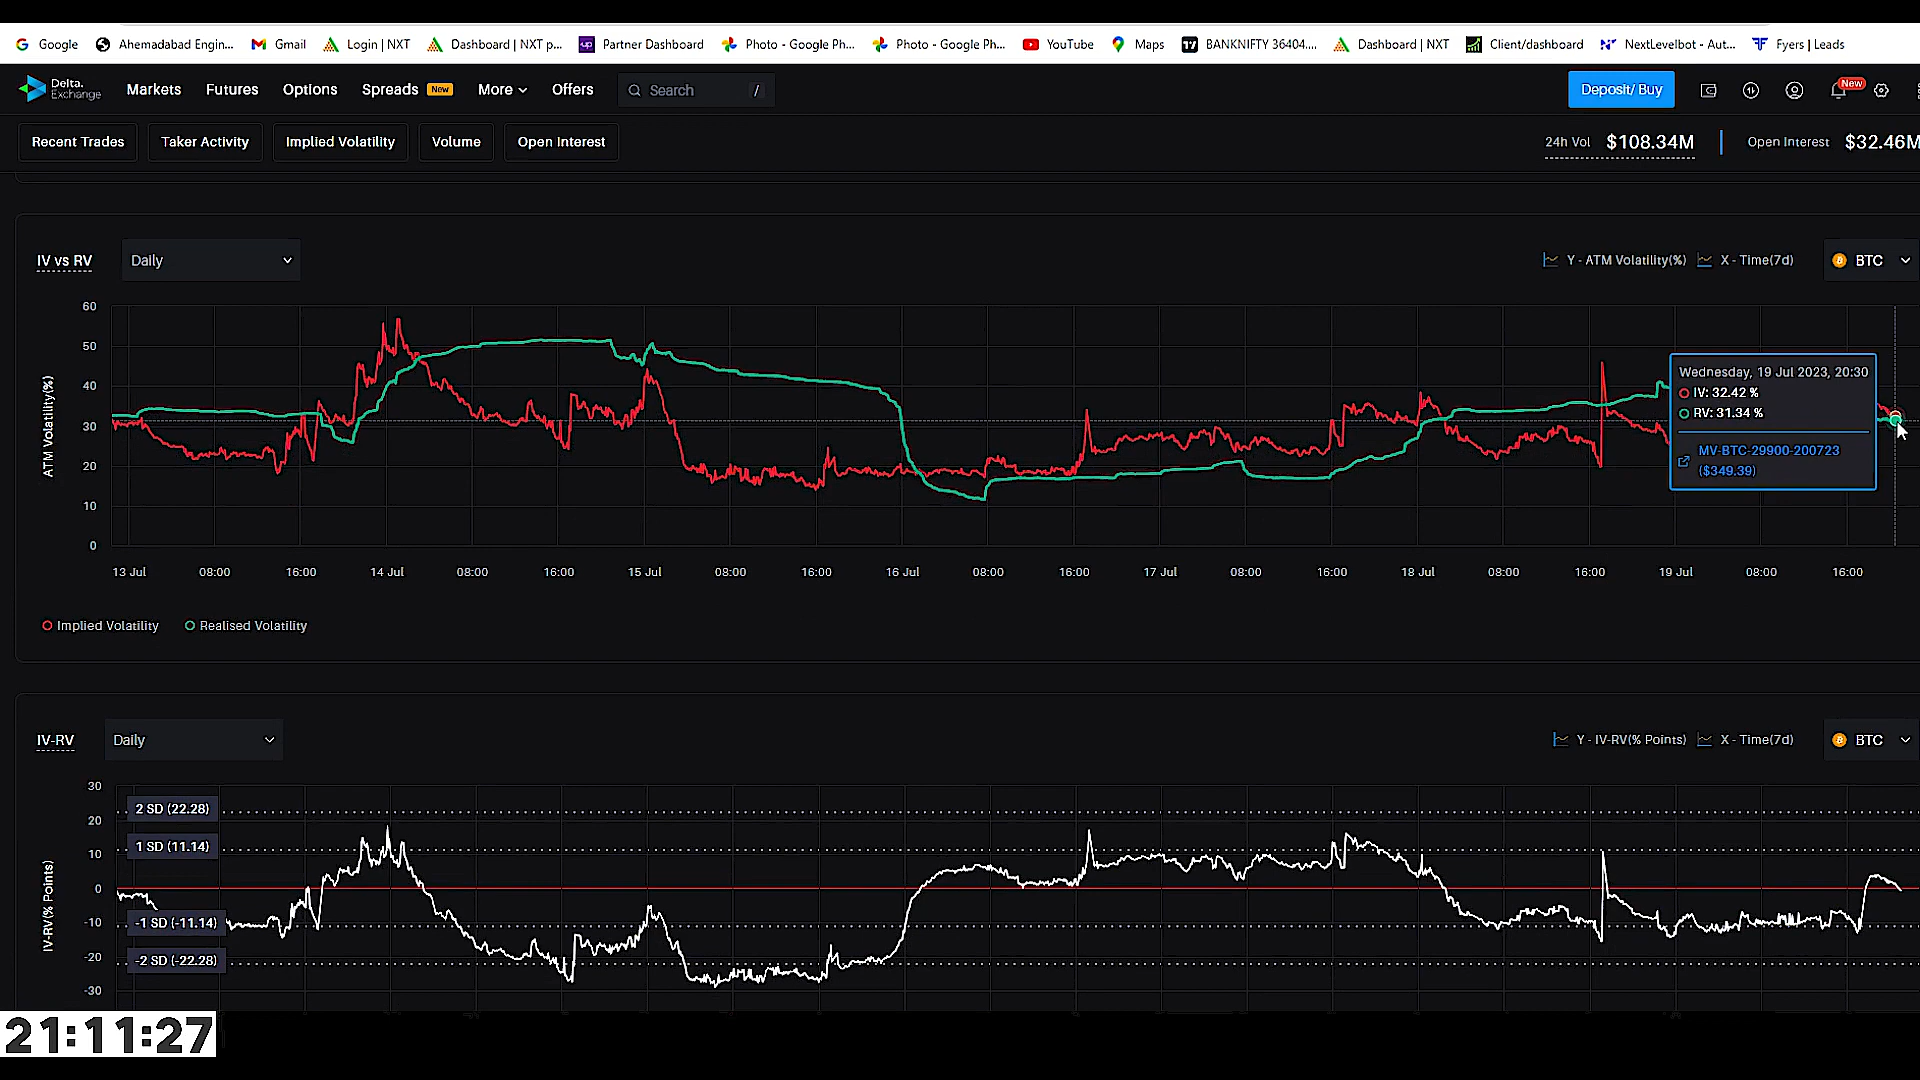 Google Ahemadabad Engin... Gmail Login | NXT Dashboard | NXT p... Partner Dashboard Photo - Google Ph... Photo - Google Ph... YouTube Maps BANKNIFTY 36404.... Dashboard | NXT Client/dashboard NextLevelbot - Aut... Fyers | Leads
Delta. Exchange Markets Futures Options Spreads New More Offers Search / Deposit/ Buy New
Recent Trades Taker Activity Implied Volatility Volume Open Interest 24h Vol $108.34M Open Interest $32.46M
IV vs RV Daily Y - ATM Volatility(%) X - Time(7d) BTC
60
50
40
30
20
10
0
ATM Volatility(%)
Wednesday, 19 Jul 2023, 20:30
IV: 32.42 %
RV: 31.34 %
MV-BTC-29900-200723
($349.39)
13 Jul 08:00 16:00 14 Jul 08:00 16:00 15 Jul 08:00 16:00 16 Jul 08:00 16:00 17 Jul 08:00 16:00 18 Jul 08:00 16:00 19 Jul 08:00 16:00
Implied Volatility Realised Volatility
IV-RV Daily Y - IV-RV(% Points) X - Time(7d) BTC
30
2 SD (22.28)
20
1 SD (11.14)
10
0
-10
-1 SD (-11.14)
-20
-2 SD (-22.28)
-30
IV-RV(% Points)
21:11:27